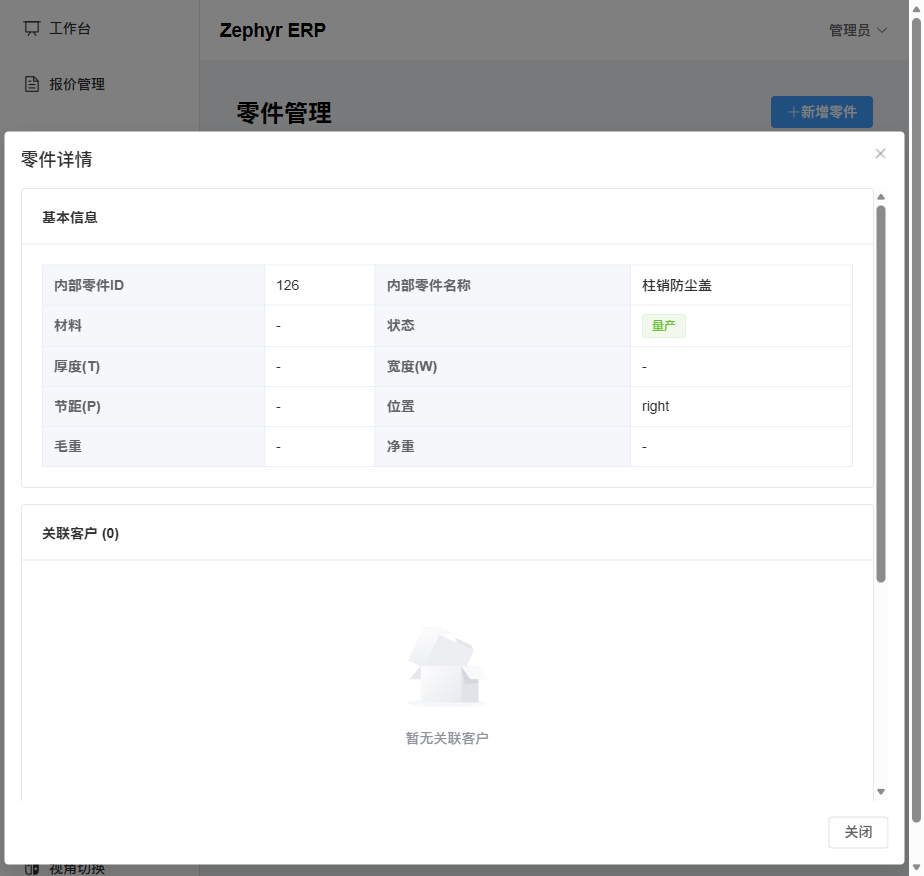 工作台
Zephyr ERP
管理员
报价管理
零件管理
+新增零件
零件详情
基本信息
内部零件ID 126 内部零件名称 柱销防尘盖
材料 - 状态 量产
厚度(T) - 宽度(W) -
节距(P) - 位置 right
毛重 - 净重 -
关联客户 (0)
暂无关联客户
关闭
视角切换